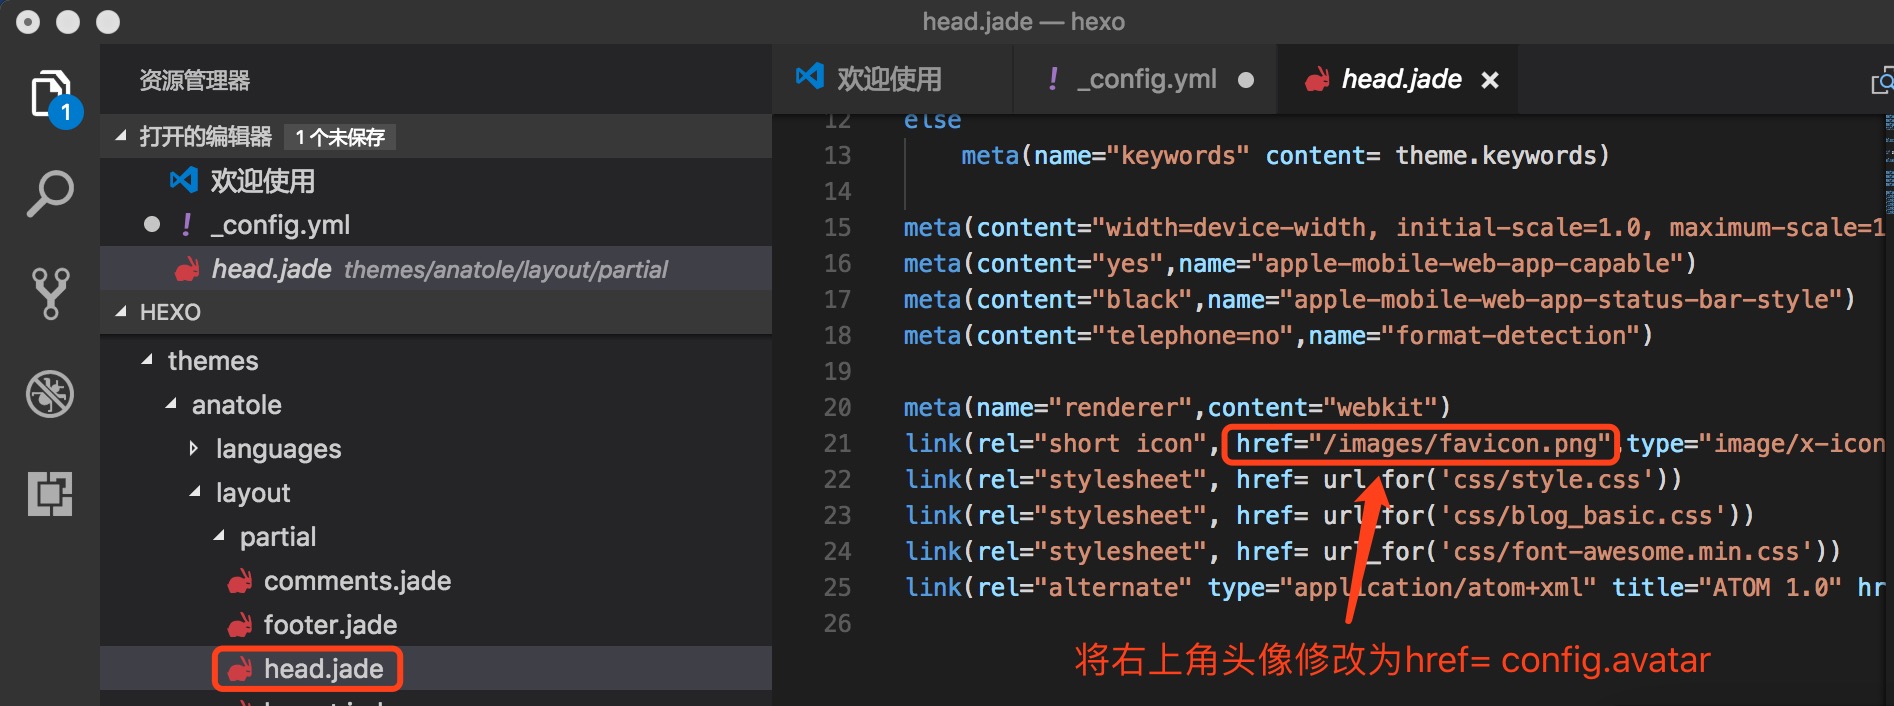 head.jade — hexo
资源管理器
1
打开的编辑器 1 个未保存
欢迎使用
_config.yml
head.jade themes/anatole/layout/partial
HEXO
themes
anatole
languages
layout
partial
comments.jade
footer.jade
head.jade
欢迎使用 ! _config.yml head.jade
12 else
13 meta(name="keywords" content= theme.keywords)
14
15 meta(content="width=device-width, initial-scale=1.0, maximum-scale=1
16 meta(content="yes",name="apple-mobile-web-app-capable")
17 meta(content="black",name="apple-mobile-web-app-status-bar-style")
18 meta(content="telephone=no",name="format-detection")
19
20 meta(name="renderer",content="webkit")
21 link(rel="short icon", href="/images/favicon.png",type="image/x-icon
22 link(rel="stylesheet", href= url_for('css/style.css'))
23 link(rel="stylesheet", href= url_for('css/blog_basic.css'))
24 link(rel="stylesheet", href= url_for('css/font-awesome.min.css'))
25 link(rel="alternate" type="application/atom+xml" title="ATOM 1.0" hr
26
将右上角头像修改为href= config.avatar